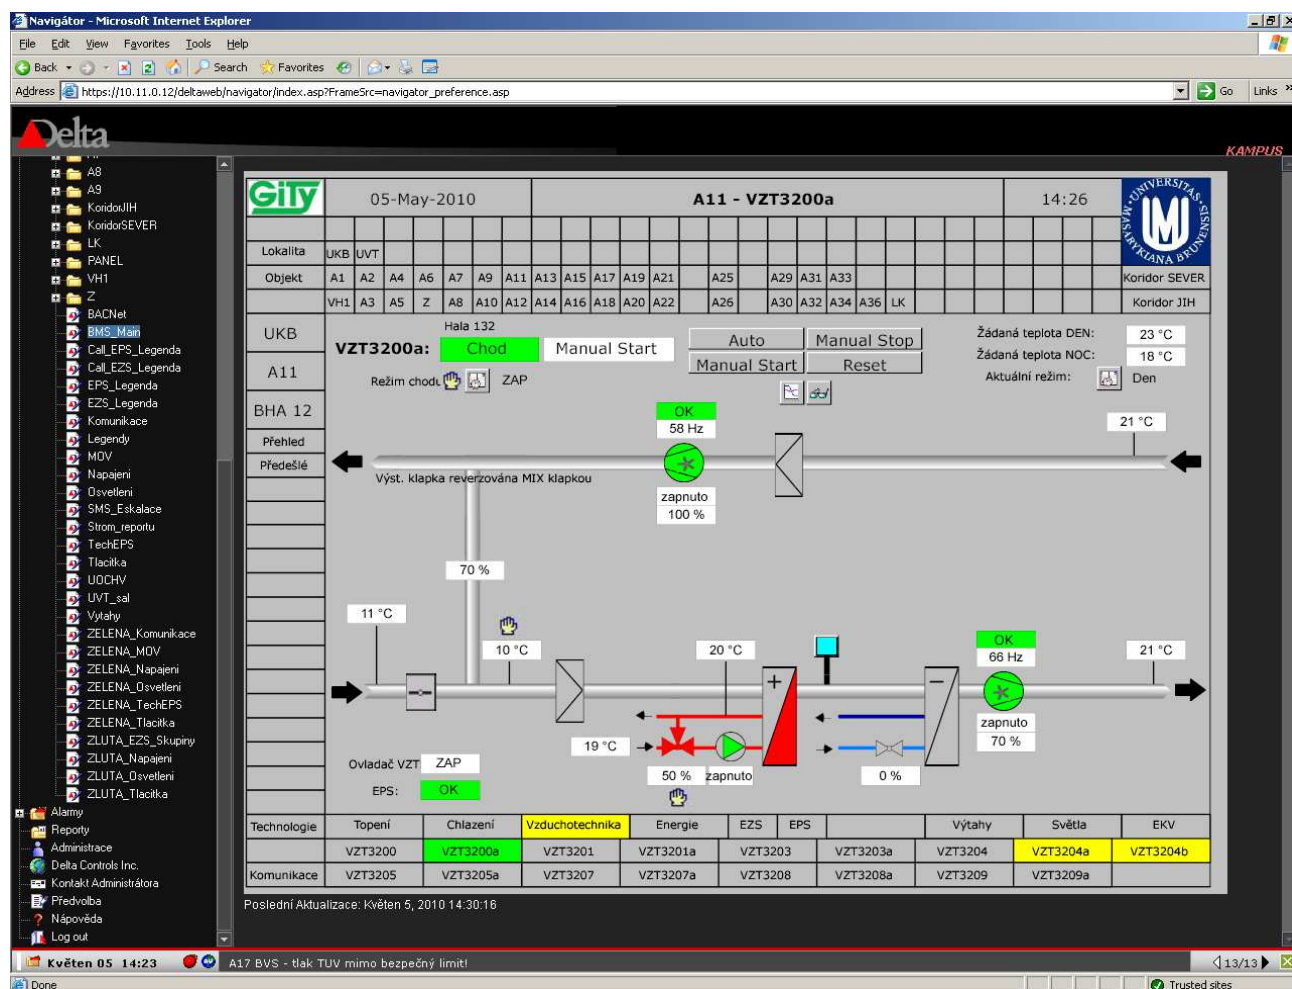 Navigátor - Microsoft Internet Explorer
File Edit View Favorites Tools Help
Back Search Favorites
Address https://10.11.0.12/deltaweb/navigator/index.asp?FrameSrc=navigator_preference.asp Go Links »
Delta
KAMPUS
A8
A9
KoridorJIH
KoridorSEVER
LK
PANEL
VH1
Z
BACNet
BMS_Main
Call_EPS_Legenda
Call_EZS_Legenda
EPS_Legenda
EZS_Legenda
Komunikace
Legendy
MOV
Napajeni
Osvetleni
SMS_Eskalace
Strom_reportu
TechEPS
Tlacitka
UOCHV
UVT_sal
Vytahy
ZELENA_Komunikace
ZELENA_MOV
ZELENA_Napajeni
ZELENA_Osvetleni
ZELENA_TechEPS
ZELENA_Tlacitka
ZLUTA_EZS_Skupiny
ZLUTA_Napajeni
ZLUTA_Osvetleni
ZLUTA_Tlacitka
Alarmy
Reporty
Administrace
Delta Controls Inc.
Kontakt Administrátora
Předvolba
Nápověda
Log out
GiTy 05-May-2010 A11 - VZT3200a 14:26
UNIVERSITAS MASARYKIANA BRUNENSIS
Lokalita UKB UVT
Objekt A1 A2 A4 A6 A7 A9 A11 A13 A15 A17 A19 A21 A25 A29 A31 A33 Koridor SEVER
VH1 A3 A5 Z A8 A10 A12 A14 A16 A18 A20 A22 A26 A30 A32 A34 A36 LK Koridor JIH
UKB
A11
BHA 12
Přehled
Předešlé
Hala 132
VZT3200a: Chod Manual Start
Režim chodu ZAP
Auto Manual Stop
Manual Start Reset
Žádaná teplota DEN: 23 °C
Žádaná teplota NOC: 18 °C
Aktuální režim: Den
OK
58 Hz
21 °C
Výst. klapka reverzována MIX klapkou
zapnuto
100 %
70 %
11 °C
10 °C
20 °C
OK
66 Hz
21 °C
zapnuto
70 %
19 °C
50 % zapnuto
0 %
Ovladač VZT ZAP
EPS: OK
Technologie Topení Chlazení Vzduchotechnika Energie EZS EPS Výtahy Světla EKV
VZT3200 VZT3200a VZT3201 VZT3201a VZT3203 VZT3203a VZT3204 VZT3204a VZT3204b
Komunikace VZT3205 VZT3205a VZT3207 VZT3207a VZT3208 VZT3208a VZT3209 VZT3209a
Poslední Aktualizace: Květen 5, 2010 14:30:16
Květen 05 14:23 A17 BVS - tlak TUV mimo bezpečný limit! 13/13
Done Trusted sites